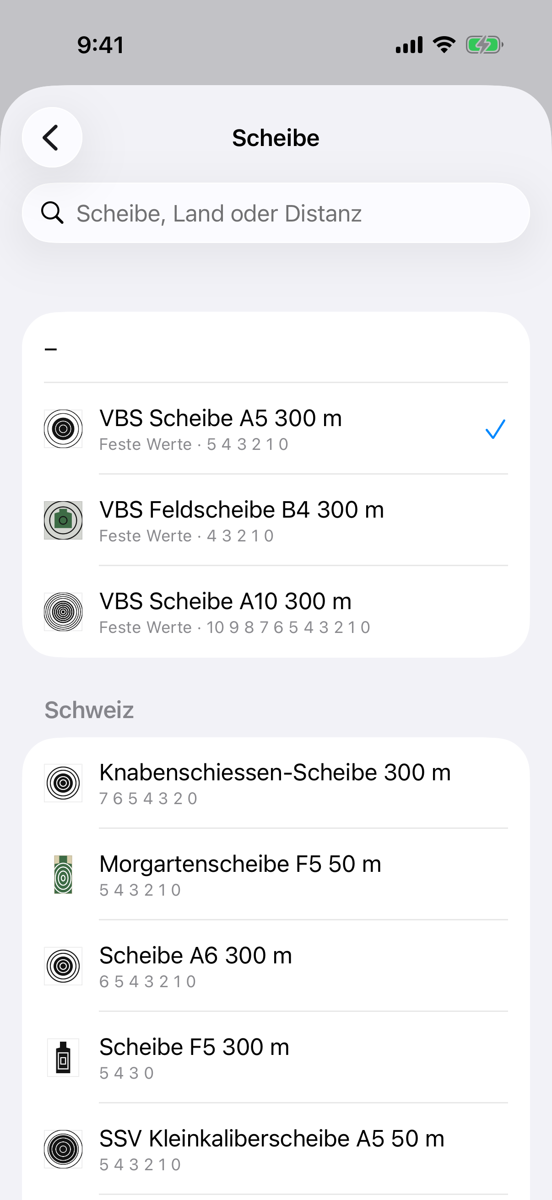 9:41
Scheibe
Scheibe, Land oder Distanz
–
VBS Scheibe A5 300 m
Feste Werte · 5 4 3 2 1 0
VBS Feldscheibe B4 300 m
Feste Werte · 4 3 2 1 0
VBS Scheibe A10 300 m
Feste Werte · 10 9 8 7 6 5 4 3 2 1 0
Schweiz
Knabenschiessen-Scheibe 300 m
7 6 5 4 3 2 0
Morgartenscheibe F5 50 m
5 4 3 2 1 0
Scheibe A6 300 m
6 5 4 3 2 1 0
Scheibe F5 300 m
5 4 3 0
SSV Kleinkaliberscheibe A5 50 m
5 4 3 2 1 0